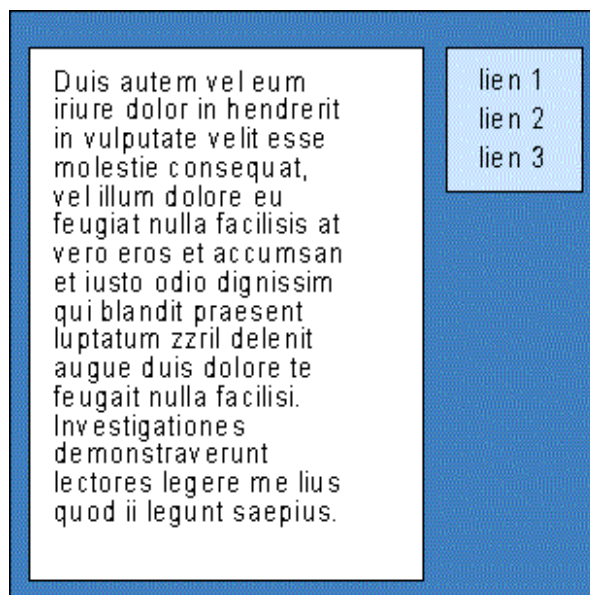 Duis autem vel eum
iriure dolor in hendrerit
in vulputate velit esse
molestie consequat,
vel illum dolore eu
feugiat nulla facilisis at
vero eros et accumsan
et iusto odio dignissim
qui blandit praesent
luptatum zzril delenit
augue duis dolore te
feugait nulla facilisi.
Investigationes
demonstraverunt
lectores legere me lius
quod ii legunt saepius.
lien 1
lien 2
lien 3